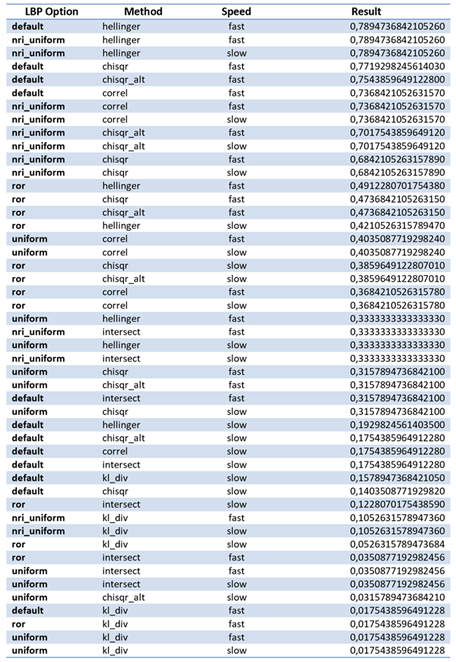 LBP Option Method Speed Result
default hellinger fast 0,7894736842105260
nri_uniform hellinger fast 0,7894736842105260
nri_uniform hellinger slow 0,7894736842105260
default chisqr fast 0,7719298245614030
default chisqr_alt fast 0,7543859649122800
default correl fast 0,7368421052631570
nri_uniform correl fast 0,7368421052631570
nri_uniform correl slow 0,7368421052631570
nri_uniform chisqr_alt fast 0,7017543859649120
nri_uniform chisqr_alt slow 0,7017543859649120
nri_uniform chisqr fast 0,6842105263157890
nri_uniform chisqr slow 0,6842105263157890
ror hellinger fast 0,4912280701754380
ror chisqr fast 0,4736842105263150
ror chisqr_alt fast 0,4736842105263150
ror hellinger slow 0,4210526315789470
uniform correl fast 0,4035087719298240
uniform correl slow 0,4035087719298240
ror chisqr slow 0,3859649122807010
ror chisqr_alt slow 0,3859649122807010
ror correl fast 0,3684210526315780
ror correl slow 0,3684210526315780
uniform hellinger fast 0,3333333333333330
nri_uniform intersect fast 0,3333333333333330
uniform hellinger slow 0,3333333333333330
nri_uniform intersect slow 0,3333333333333330
uniform chisqr fast 0,3157894736842100
uniform chisqr_alt fast 0,3157894736842100
default intersect fast 0,3157894736842100
uniform chisqr slow 0,3157894736842100
default hellinger slow 0,1929824561403500
default chisqr_alt slow 0,1754385964912280
default correl slow 0,1754385964912280
default intersect slow 0,1754385964912280
default kl_div slow 0,1578947368421050
default chisqr slow 0,1403508771929820
ror intersect slow 0,1228070175438590
nri_uniform kl_div fast 0,1052631578947360
nri_uniform kl_div slow 0,1052631578947360
ror kl_div slow 0,0526315789473684
ror intersect fast 0,0350877192982456
uniform intersect fast 0,0350877192982456
uniform intersect slow 0,0350877192982456
uniform chisqr_alt slow 0,0315789473684210
default kl_div fast 0,0175438596491228
ror kl_div fast 0,0175438596491228
uniform kl_div fast 0,0175438596491228
uniform kl_div slow 0,0175438596491228